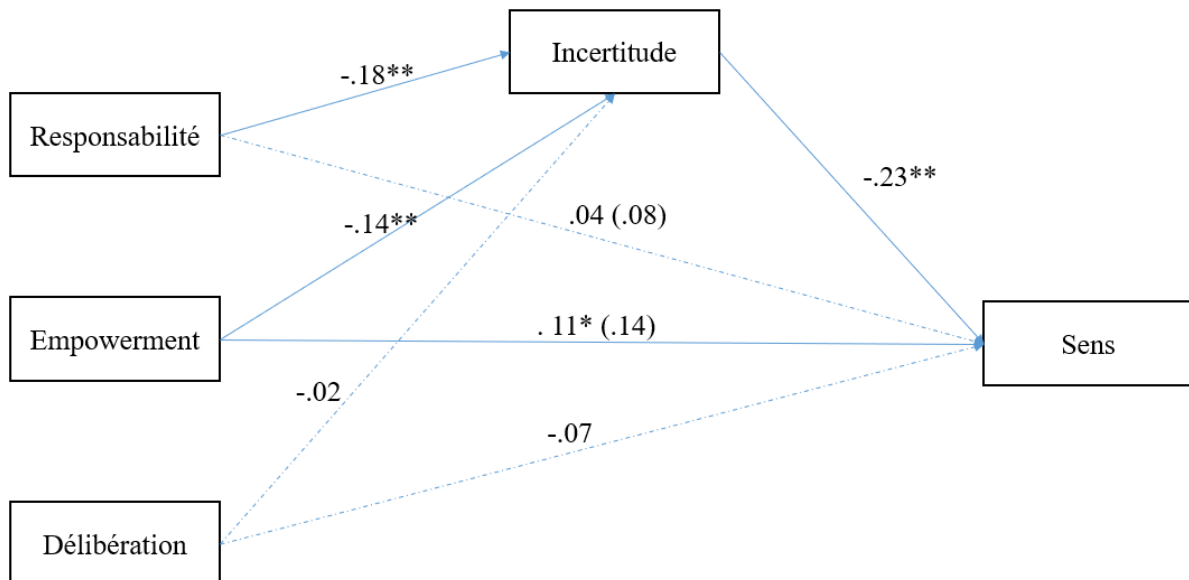 Incertitude
-.18**
Responsabilité
-.23**
-.14**
.04 (.08)
Empowerment
. 11* (.14)
Sens
-.02
-.07
Délibération